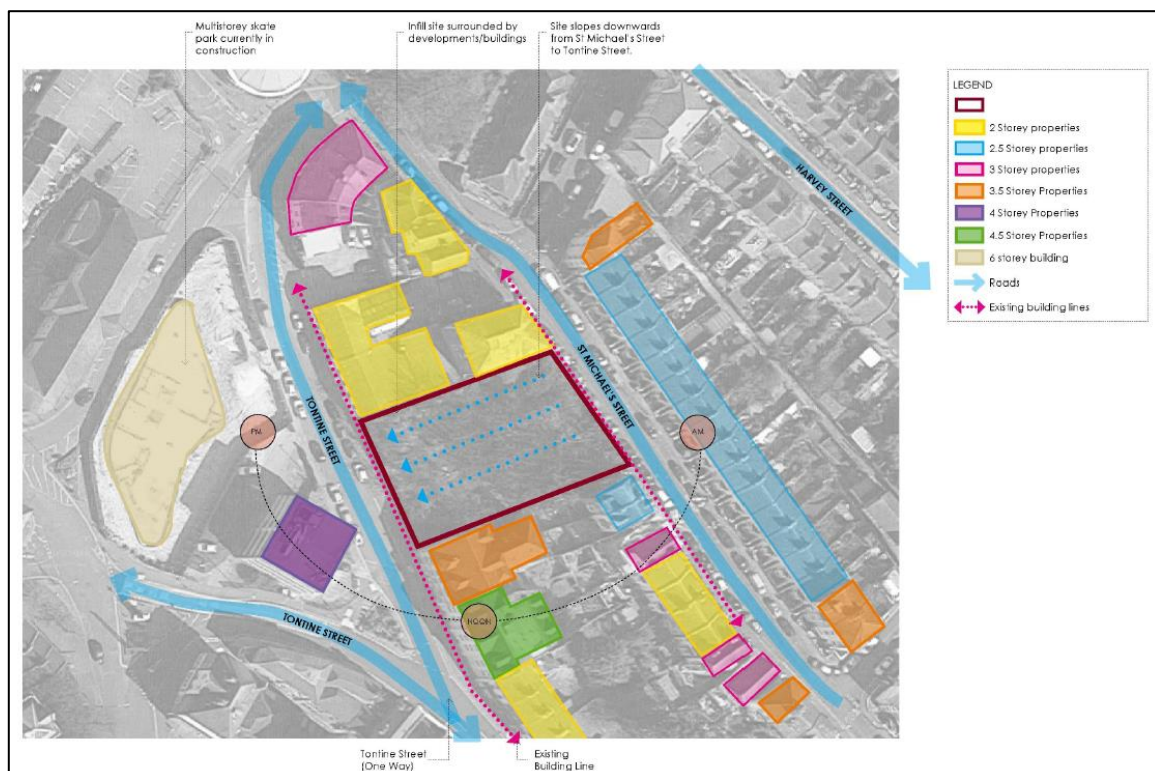 Multistorey skate
park currently in
construction
Infill site surrounded by
developments/buildings
Site slopes downwards
from St Michael's Street
to Tontine Street.
LEGEND
2 Storey properties
2.5 Storey properties
3 Storey properties
3.5 Storey Properties
4 Storey Properties
4.5 Storey Properties
6 storey building
Roads
Existing building lines
HARVEY STREET
ST MICHAEL'S STREET
TONTINE STREET
PM
AM
NOON
TONTINE STREET
Tontine Street
(One Way)
Existing
Building Line